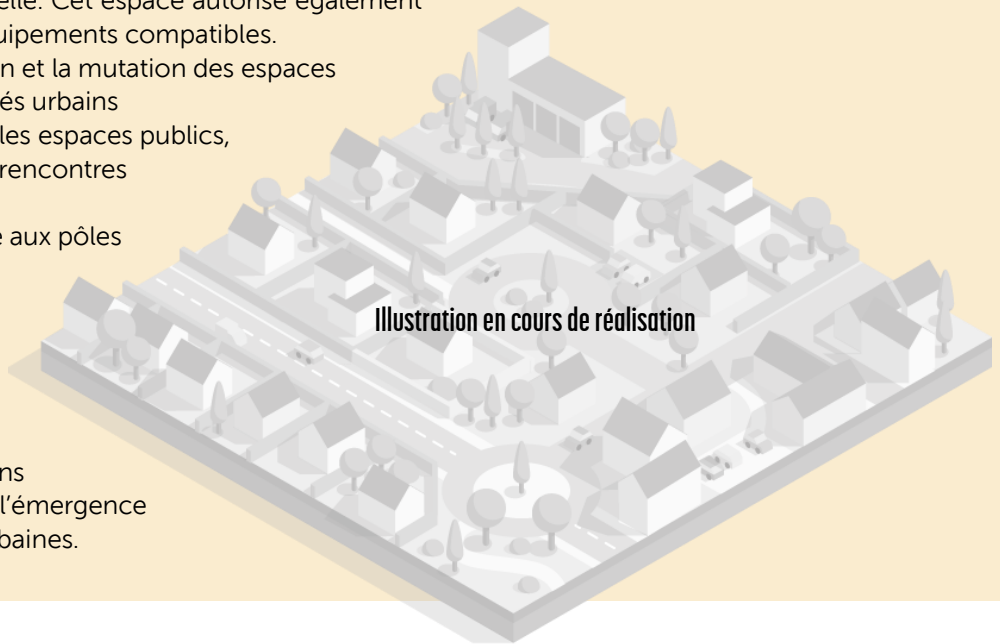 elle. Cet espace autorise également
uipements compatibles.
n et la mutation des espaces
és urbains
les espaces publics,
rencontres
e aux pôles
Illustration en cours de réalisation
ns
l’émergence
baines.